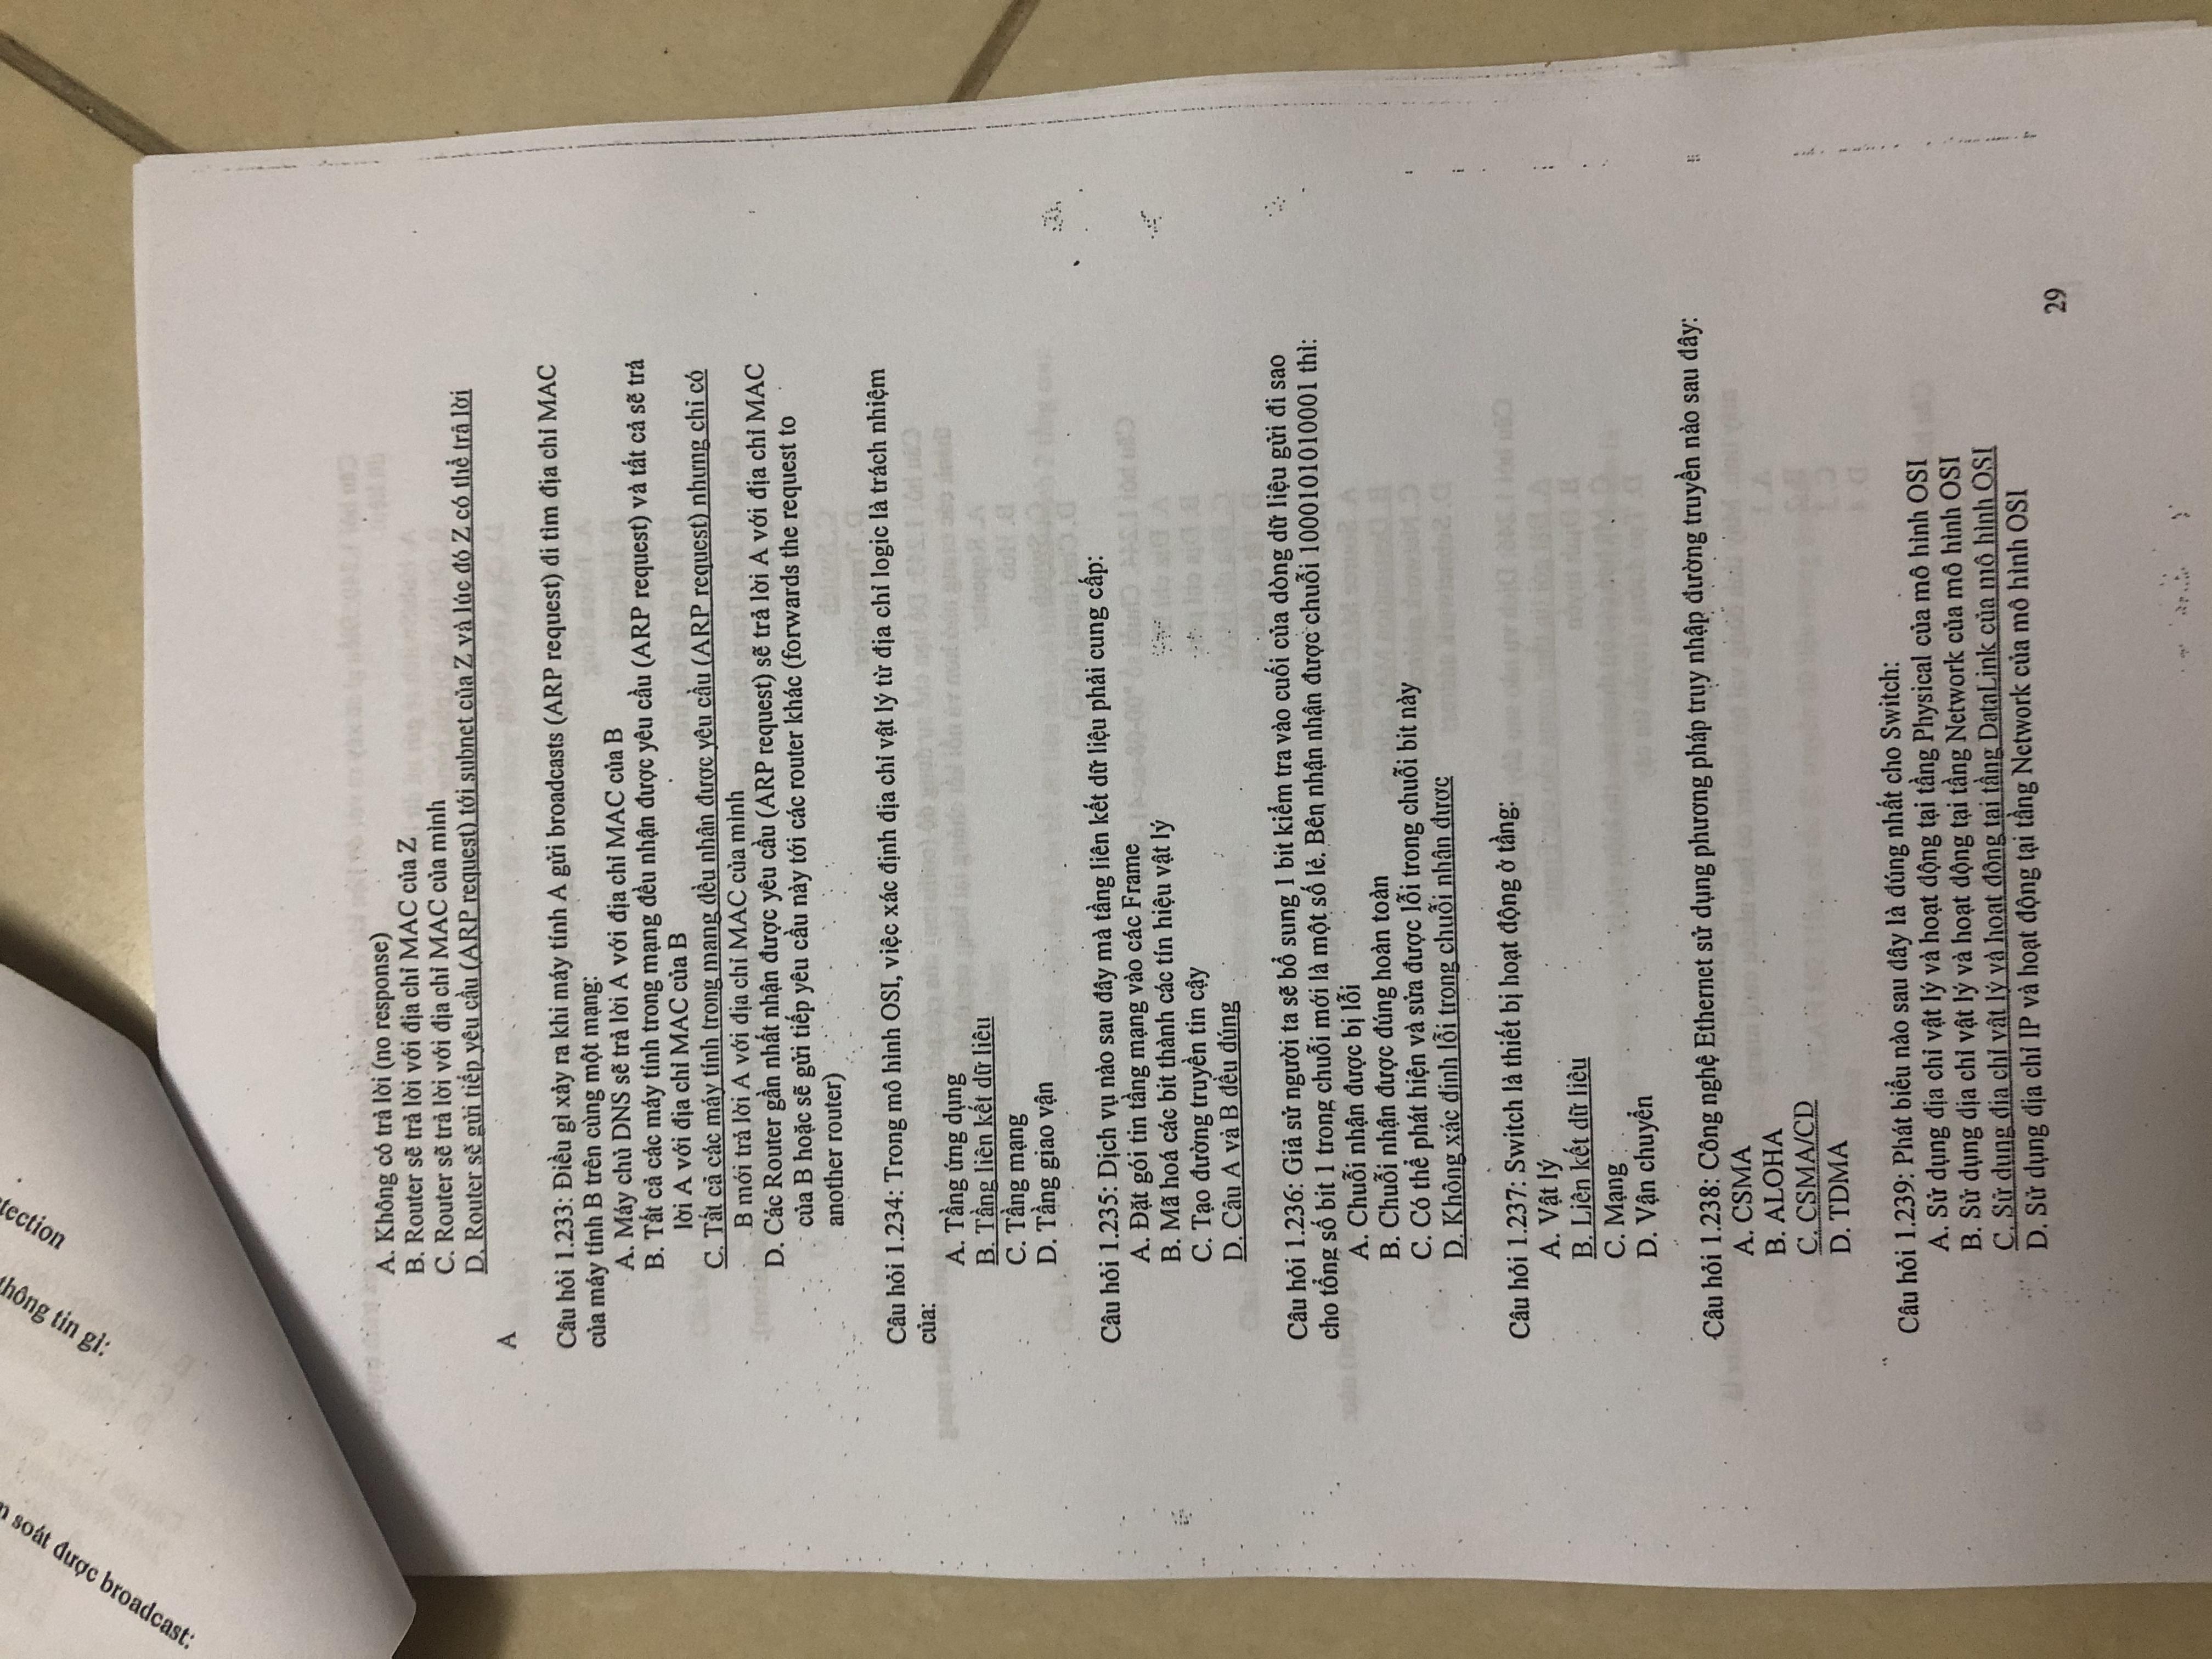 soát được broadcast:
hông tin gì:
tection
A. Không có trả lời (no response)
B. Router sẽ trả lời với địa chỉ MAC của Z
C. Router sẽ trả lời với địa chỉ MAC của mình
D. Router sẽ gửi tiếp yêu cầu (ARP request) tới subnet của Z và lúc đó Z có thể trả lời
A
Câu hỏi 1.233: Điều gì xảy ra khi máy tính A gửi broadcasts (ARP request) đi tìm địa chỉ MAC
của máy tính B trên cùng một mạng:
A. Máy chủ DNS sẽ trả lời A với địa chỉ MAC của B
B. Tất cả các máy tính trong mạng đều nhận được yêu cầu (ARP request) và tất cả sẽ trả
lời A với địa chỉ MAC của B
C. Tất cả các máy tính trong mạng đều nhận được yêu cầu (ARP request) nhưng chỉ có
B mới trả lời A với địa chỉ MAC của mình
D. Các Router gần nhất nhận được yêu cầu (ARP request) sẽ trả lời A với địa chỉ MAC
của B hoặc sẽ gửi tiếp yêu cầu này tới các router khác (forwards the request to
another router)
Câu hỏi 1.234: Trong mô hình OSI, việc xác định địa chỉ vật lý từ địa chỉ logic là trách nhiệm
của:
A. Tầng ứng dụng
B. Tầng liên kết dữ liệu
C. Tầng mạng
D. Tầng giao vận
Câu hỏi 1.235: Dịch vụ nào sau đây mà tầng liên kết dữ liệu phải cung cấp:
A. Đặt gói tin tầng mạng vào các Frame
B. Mã hoá các bit thành các tín hiệu vật lý
C. Tạo đường truyền tin cậy
D. Câu A và B đều đúng
Câu hỏi 1.236: Giả sử người ta sẽ bổ sung 1 bit kiểm tra vào cuối của dòng dữ liệu gửi đi sao
cho tổng số bit 1 trong chuỗi mới là một số lẻ. Bên nhận nhận được chuỗi 1000101010001 thì:
A. Chuỗi nhận được bị lỗi
B. Chuỗi nhận được đúng hoàn toàn
C. Có thể phát hiện và sửa được lỗi trong chuỗi bit này
D. Không xác định lỗi trong chuỗi nhận được
Câu hỏi 1.237: Switch là thiết bị hoạt động ở tầng:
A. Vật lý
B. Liên kết dữ liệu
C. Mạng
D. Vận chuyển
Câu hỏi 1.238: Công nghệ Ethernet sử dụng phương pháp truy nhập đường truyền nào sau đây:
A. CSMA
B. ALOHA
C. CSMA/CD
D. TDMA
Câu hỏi 1.239: Phát biểu nào sau đây là đúng nhất cho Switch:
A. Sử dụng địa chỉ vật lý và hoạt động tại tầng Physical của mô hình OSI
B. Sử dụng địa chỉ vật lý và hoạt động tại tầng Network của mô hình OSI
C. Sử dụng địa chỉ vật lý và hoạt động tại tầng DataLink của mô hình OSI
D. Sử dụng địa chỉ IP và hoạt động tại tầng Network của mô hình OSI
29